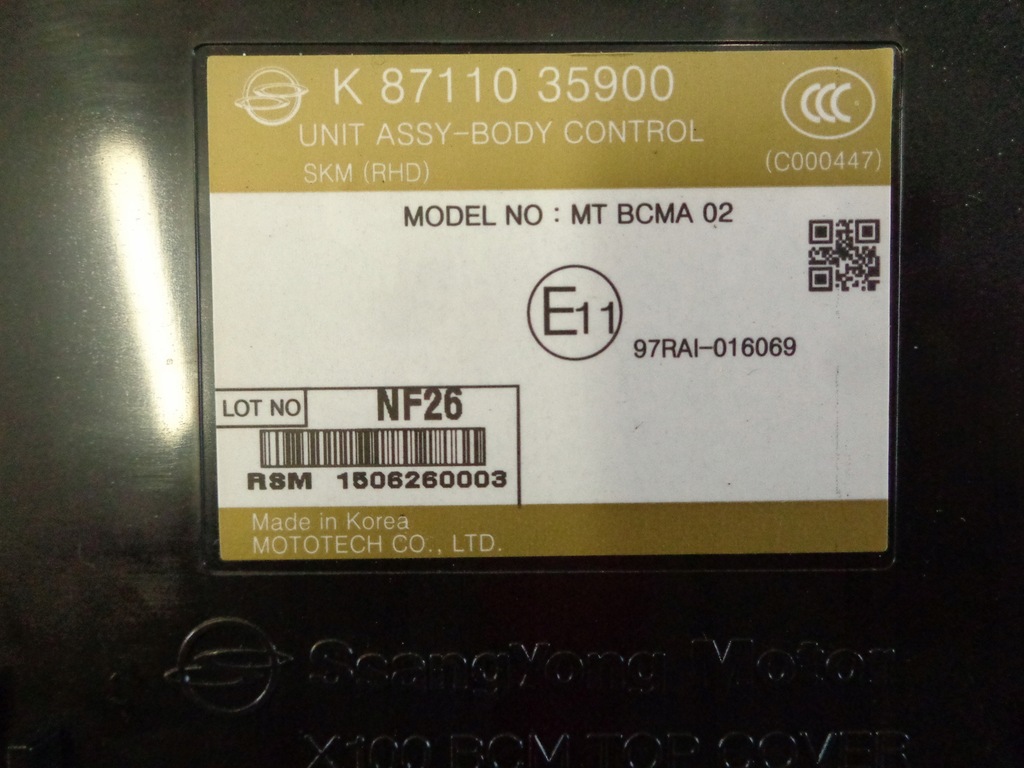 K 87110 35900
UNIT ASSY-BODY CONTROL
SKM (RHD)
CCC
(C000447)
MODEL NO : MT BCMA 02
E11
97RAI-016069
LOT NO
NF26
RSM 1506260003
Made in Korea
MOTOTECH CO., LTD.
SsangYong Motor
X100 BCM TOP COVER